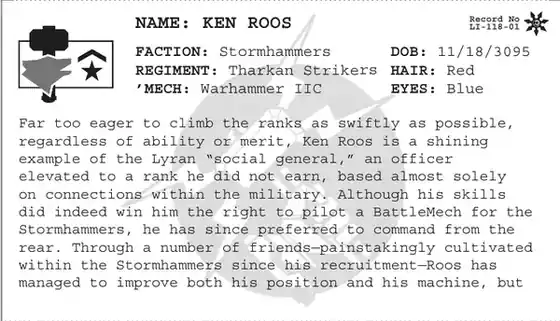 NAME: KEN ROOS
Record No
LI-118-01
FACTION: Stormhammers
DOB: 11/18/3095
REGIMENT: Tharkan Strikers
HAIR: Red
’MECH: Warhammer IIC
EYES: Blue
Far too eager to climb the ranks as swiftly as possible,
regardless of ability or merit, Ken Roos is a shining
example of the Lyran “social general,” an officer
elevated to a rank he did not earn, based almost solely
on connections within the military. Although his skills
did indeed win him the right to pilot a BattleMech for the
Stormhammers, he has since preferred to command from the
rear. Through a number of friends—painstakingly cultivated
within the Stormhammers since his recruitment—Roos has
managed to improve both his position and his machine, but